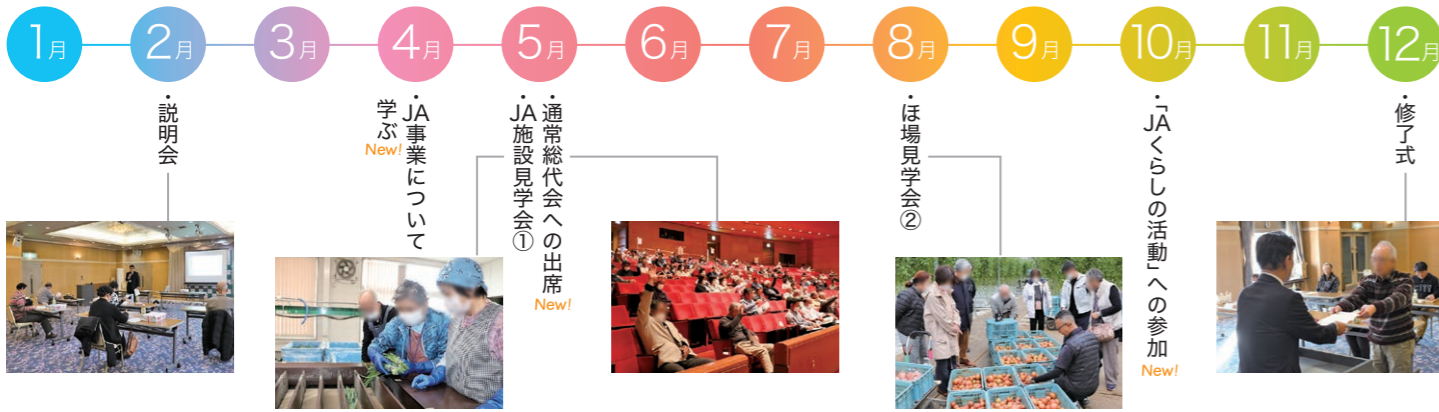 1月
2月
3月
4月
5月
6月
7月
8月
9月
10月
11月
12月
・説明会
・JA事業について
学ぶ
New!
・通常総代会への出席
New!
・JA施設見学会①
・ほ場見学会②
・「JAくらしの活動」への参加
New!
・修了式